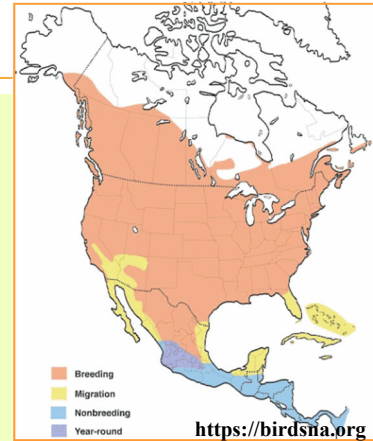 Breeding
Migration
Nonbreeding
Year-round
https://birdsna.org